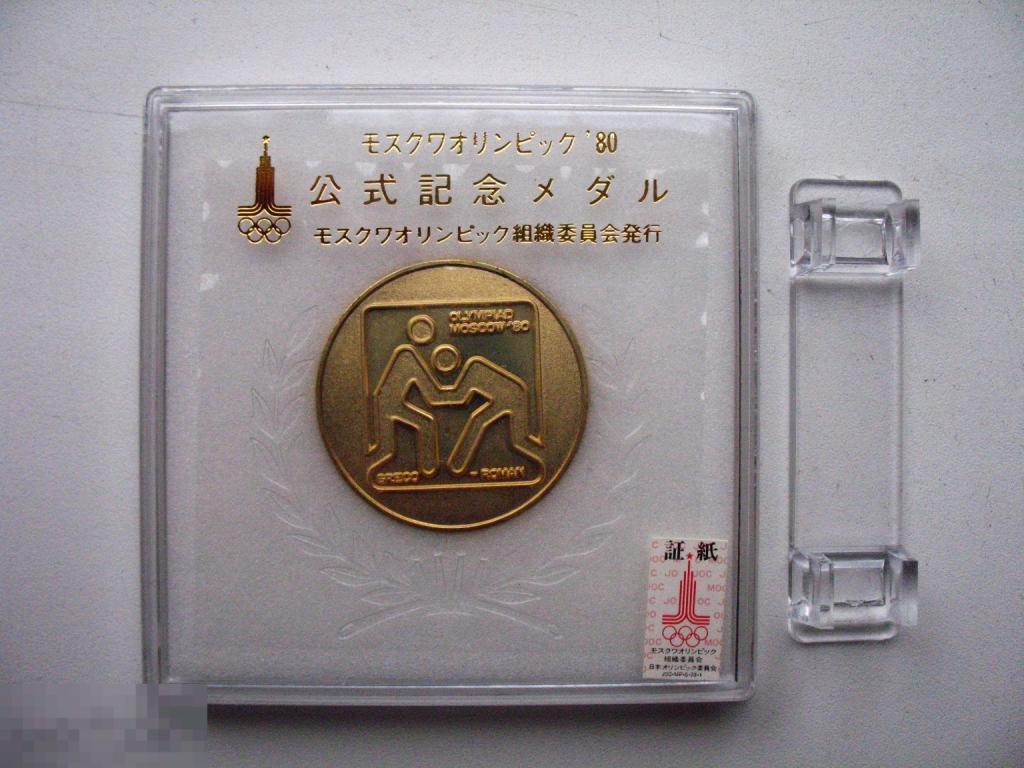 モスクワオリンピック '80
公式記念メダル
モスクワオリンピック組織委員会発行
OLYMPIAD
MOSCOW '80
GRECO - ROMAN
証紙
モスクワオリンピック
組織委員会
日本オリンピック委員会